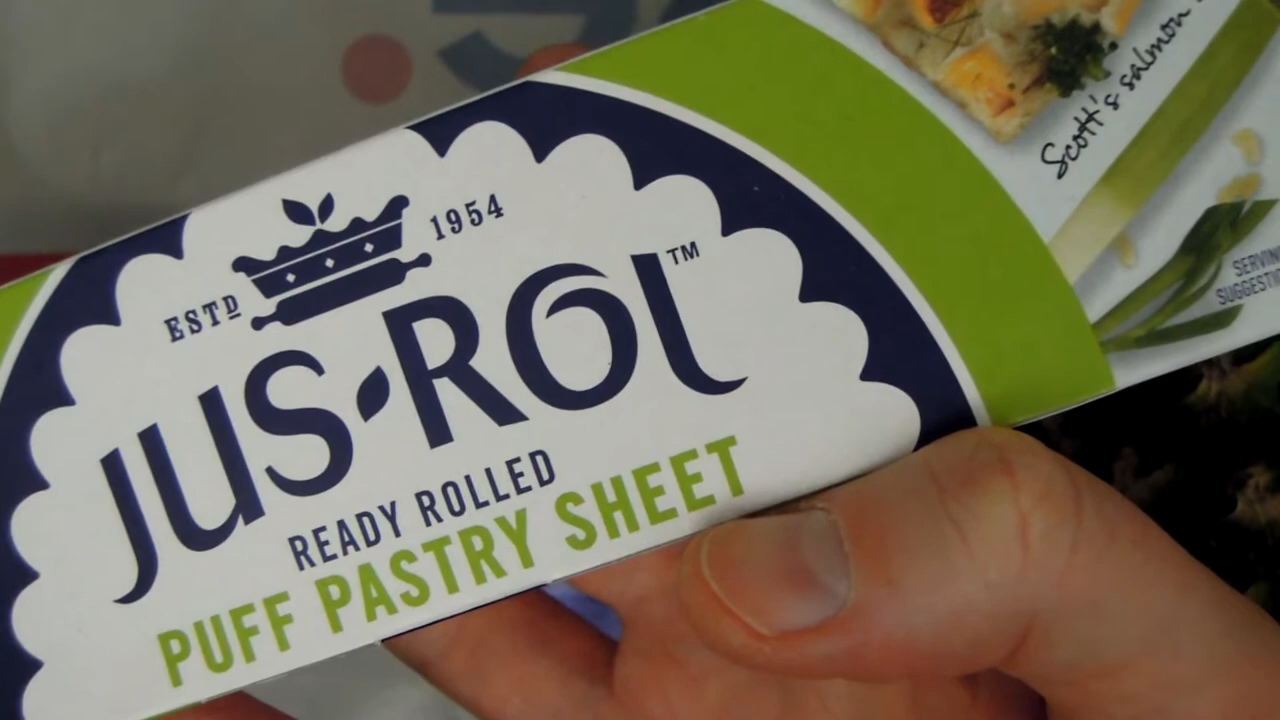 ESTD 1954
JUS-ROL™
READY ROLLED
PUFF PASTRY SHEET
Scott's salmon
SERVING
SUGGESTION